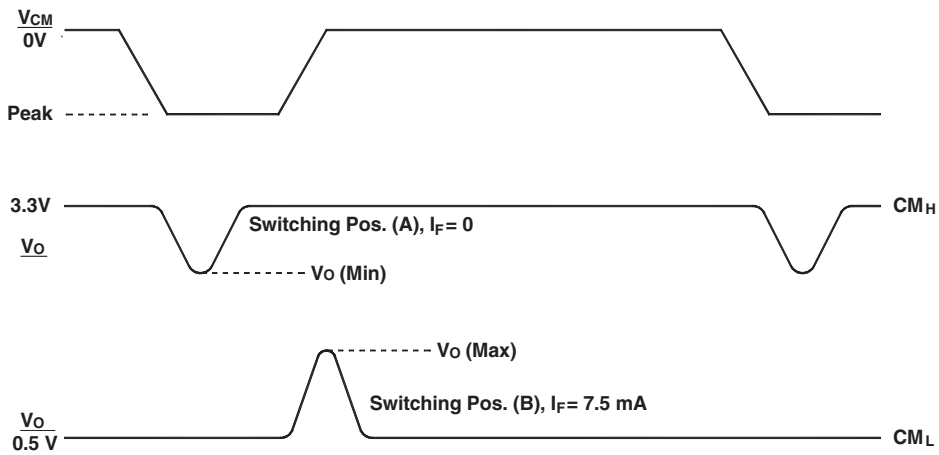 VCM
0V
Peak
3.3V
CMH
Switching Pos. (A), IF = 0
VO
VO (Min)
VO (Max)
Switching Pos. (B), IF = 7.5 mA
VO
0.5 V
CML